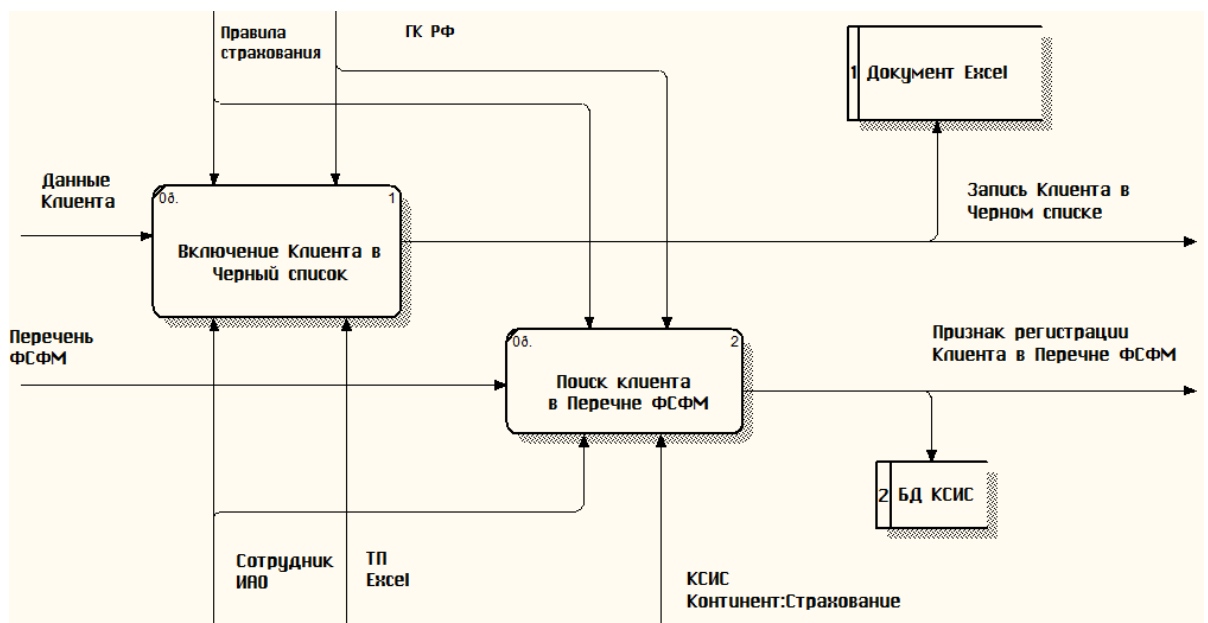 Правила
страхования
ГК РФ
1 Документ Excel
Данные
Клиента
0д. 1
Включение Клиента в
Черный список
Запись Клиента в
Черном списке
Перечень
ФСФМ
0д. 2
Поиск клиента
в Перечне ФСФМ
Признак регистрации
Клиента в Перечне ФСФМ
2 БД КСИС
Сотрудник
ИАО
ТП
Excel
КСИС
Континент:Страхование